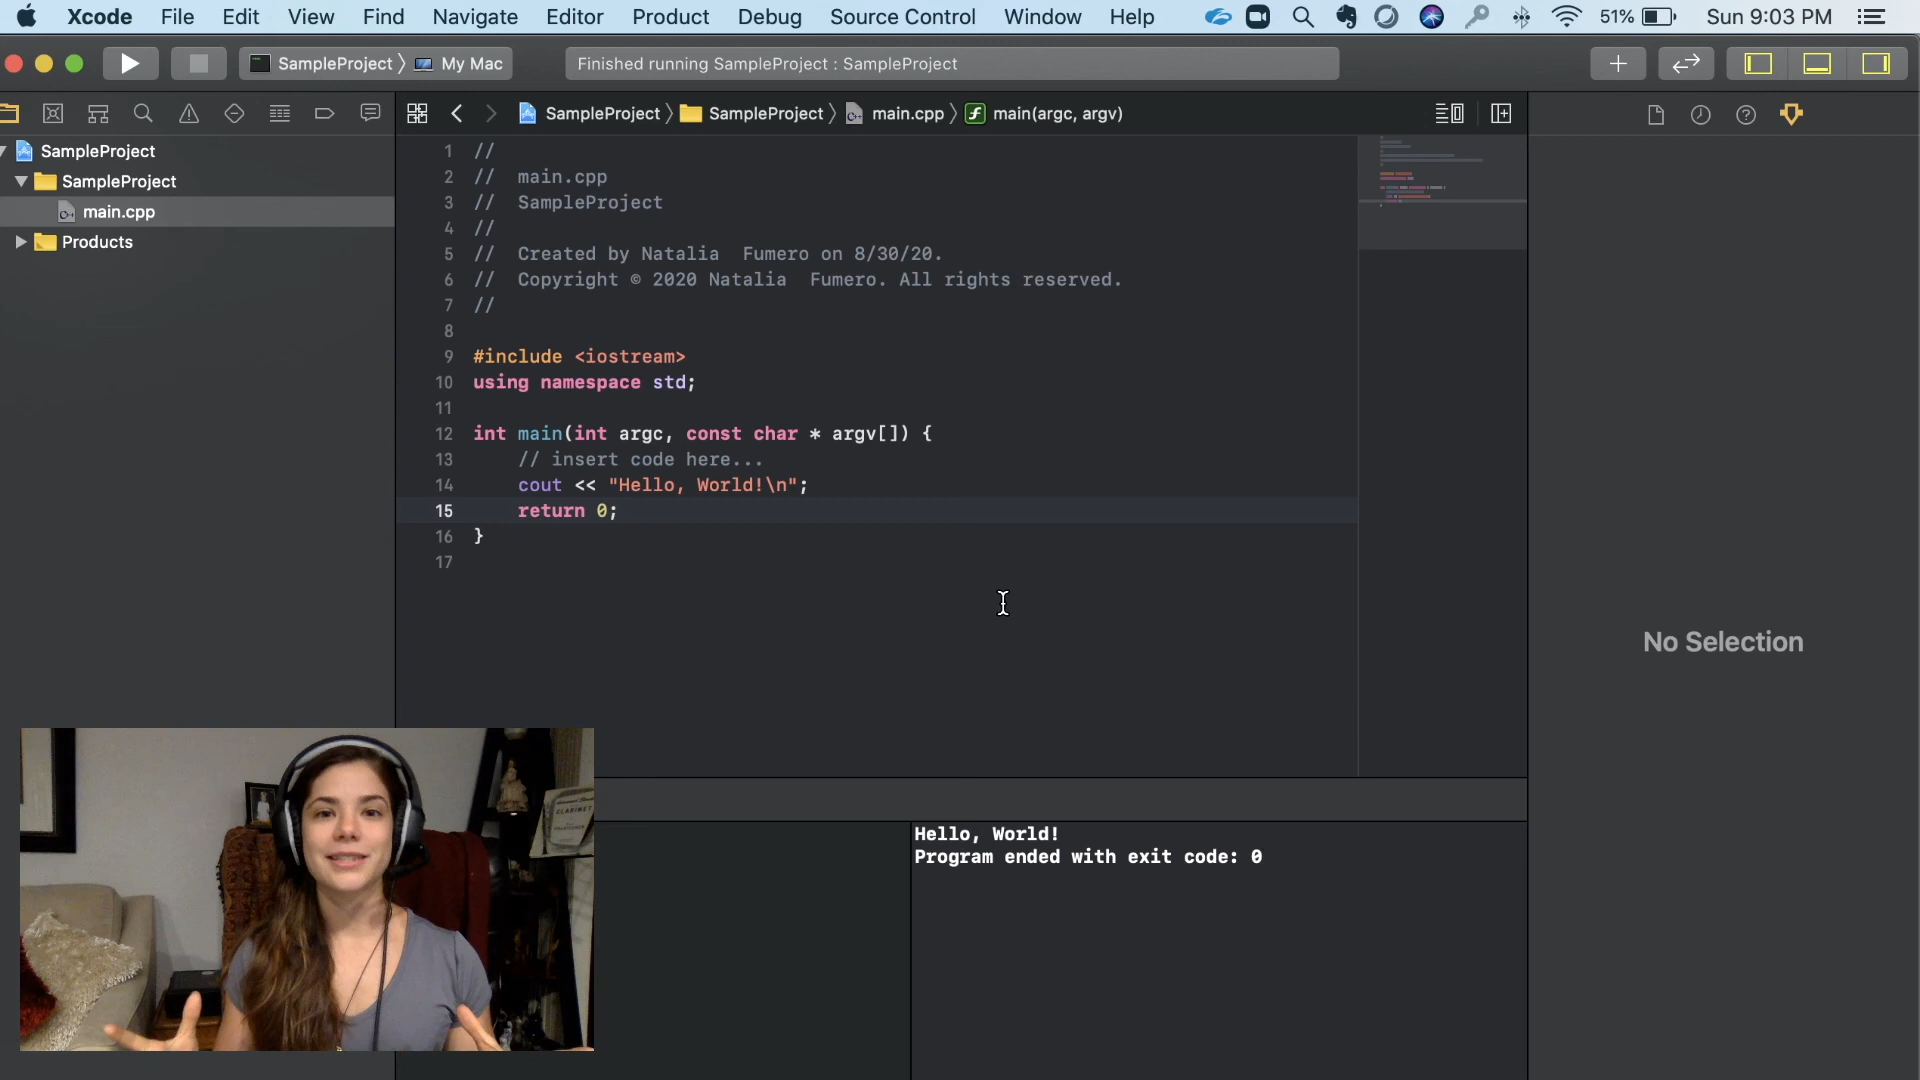 Xcode File Edit View Find Navigate Editor Product Debug Source Control Window Help 51% Sun 9:03 PM
SampleProject My Mac Finished running SampleProject : SampleProject
SampleProject SampleProject main.cpp main(argc, argv)
SampleProject
SampleProject
main.cpp
Products
1 //
2 // main.cpp
3 // SampleProject
4 //
5 // Created by Natalia Fumero on 8/30/20.
6 // Copyright © 2020 Natalia Fumero. All rights reserved.
7 //
8
9 #include <iostream>
10 using namespace std;
11
12 int main(int argc, const char * argv[]) {
13 // insert code here...
14 cout << "Hello, World!\n";
15 return 0;
16 }
17
No Selection
Hello, World!
Program ended with exit code: 0
CLARINET